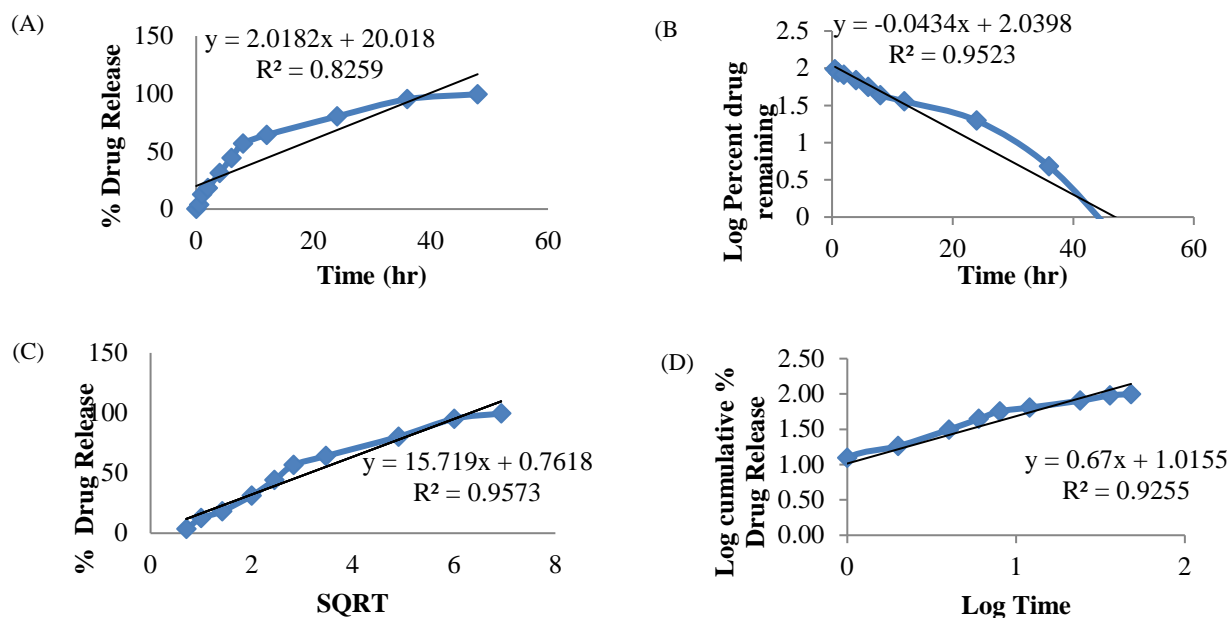 (A)
% Drug Release
150
100
50
0
y = 2.0182x + 20.018
R² = 0.8259
0 20 40 60
Time (hr)
(B)
Log Percent drug
remaining
2.5
2
1.5
1
0.5
0
y = -0.0434x + 2.0398
R² = 0.9523
0 20 40 60
Time (hr)
(C)
% Drug Release
150
100
50
0
y = 15.719x + 0.7618
R² = 0.9573
0 2 4 6 8
SQRT
(D)
Log cumulative %
Drug Release
2.50
2.00
1.50
1.00
0.50
0.00
y = 0.67x + 1.0155
R² = 0.9255
0 1 2
Log Time